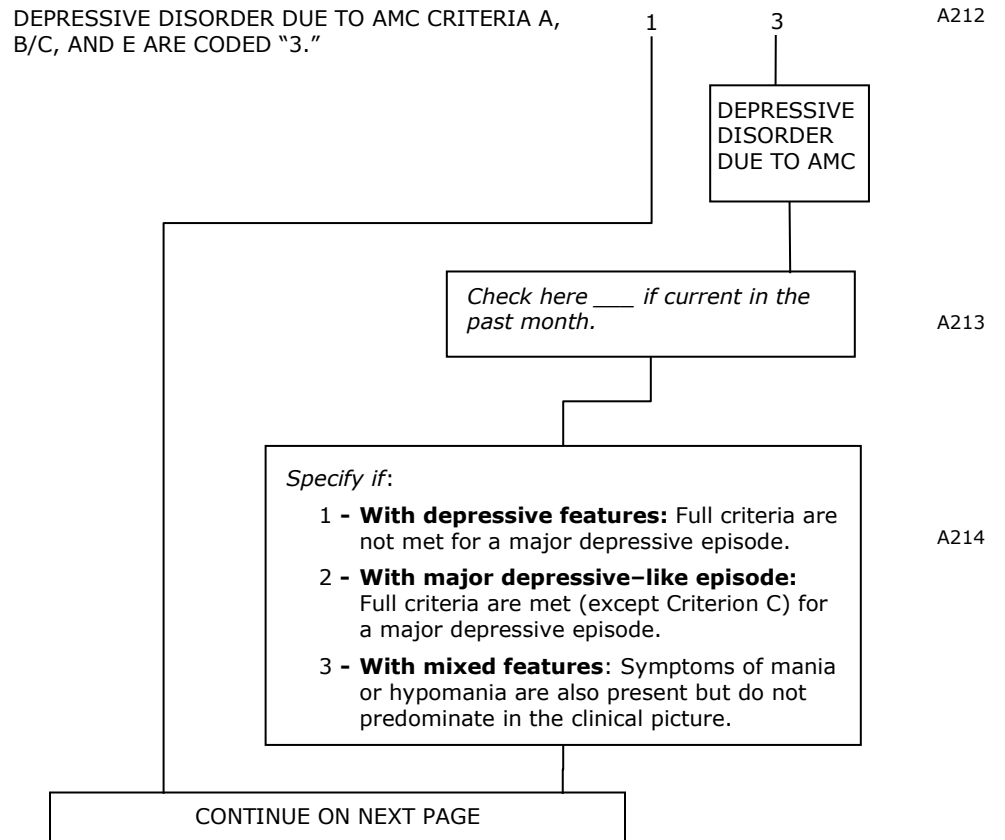 DEPRESSIVE DISORDER DUE TO AMC CRITERIA A,
B/C, AND E ARE CODED “3.”
1
3
A212
DEPRESSIVE
DISORDER
DUE TO AMC
Check here ___ if current in the
past month.
A213
Specify if:
1 - With depressive features: Full criteria are
not met for a major depressive episode.
A214
2 - With major depressive–like episode:
Full criteria are met (except Criterion C) for
a major depressive episode.
3 - With mixed features: Symptoms of mania
or hypomania are also present but do not
predominate in the clinical picture.
CONTINUE ON NEXT PAGE